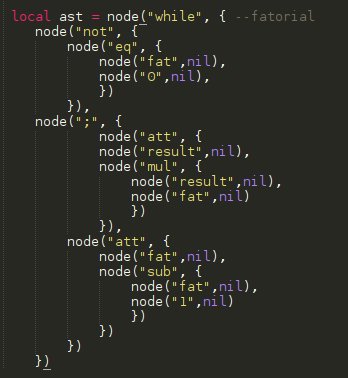 local ast = node("while", { --fatorial
node("not", {
node("eq", {
node("fat",nil),
node("0",nil),
})
}),
node(";", {
node("att", {
node("result",nil),
node("mul", {
node("result",nil),
node("fat",nil)
})
}),
node("att", {
node("fat",nil),
node("sub", {
node("fat",nil),
node("1",nil)
})
})
})
})